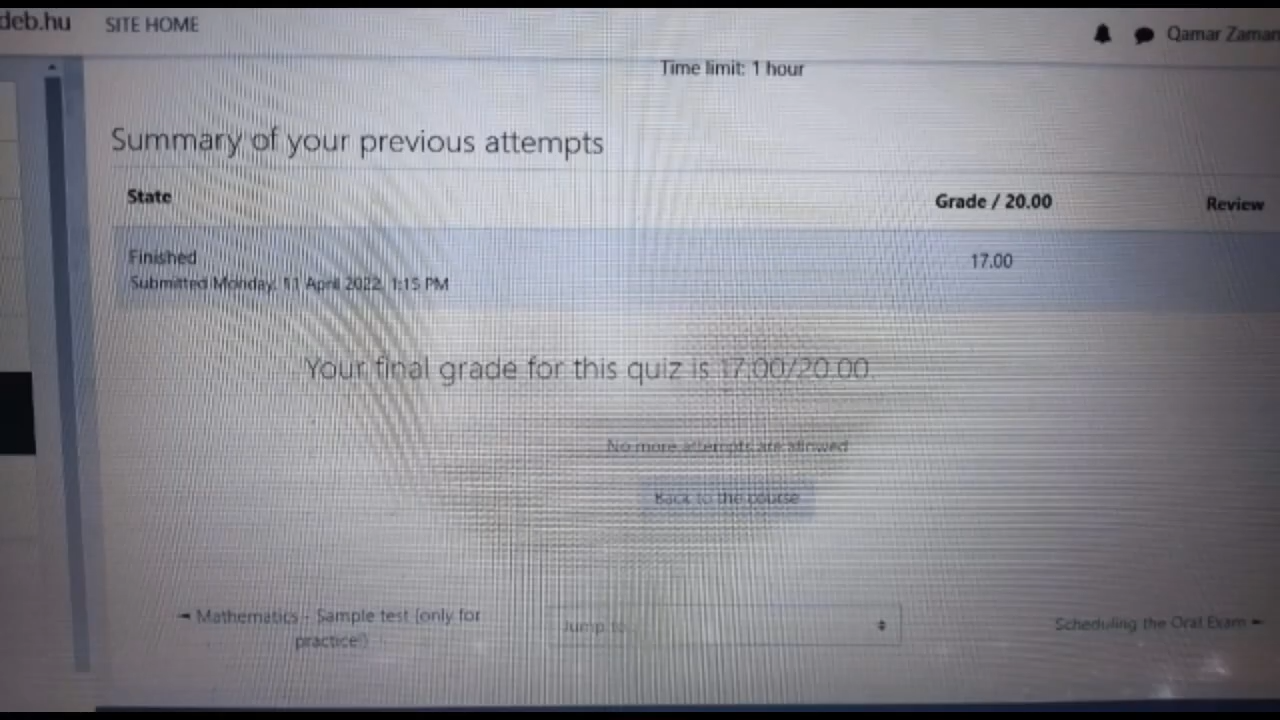 deb.hu SITE HOME Qamar Zaman
Time limit: 1 hour
Summary of your previous attempts
State Grade / 20.00 Review
Finished 17.00
Submitted Monday, 11 April 2022, 1:15 PM
Your final grade for this quiz is 17.00/20.00.
No more attempts are allowed
Back to the course
◄ Mathematics - Sample test (only for
practice!)
Jump to...
Scheduling the Oral Exam ►